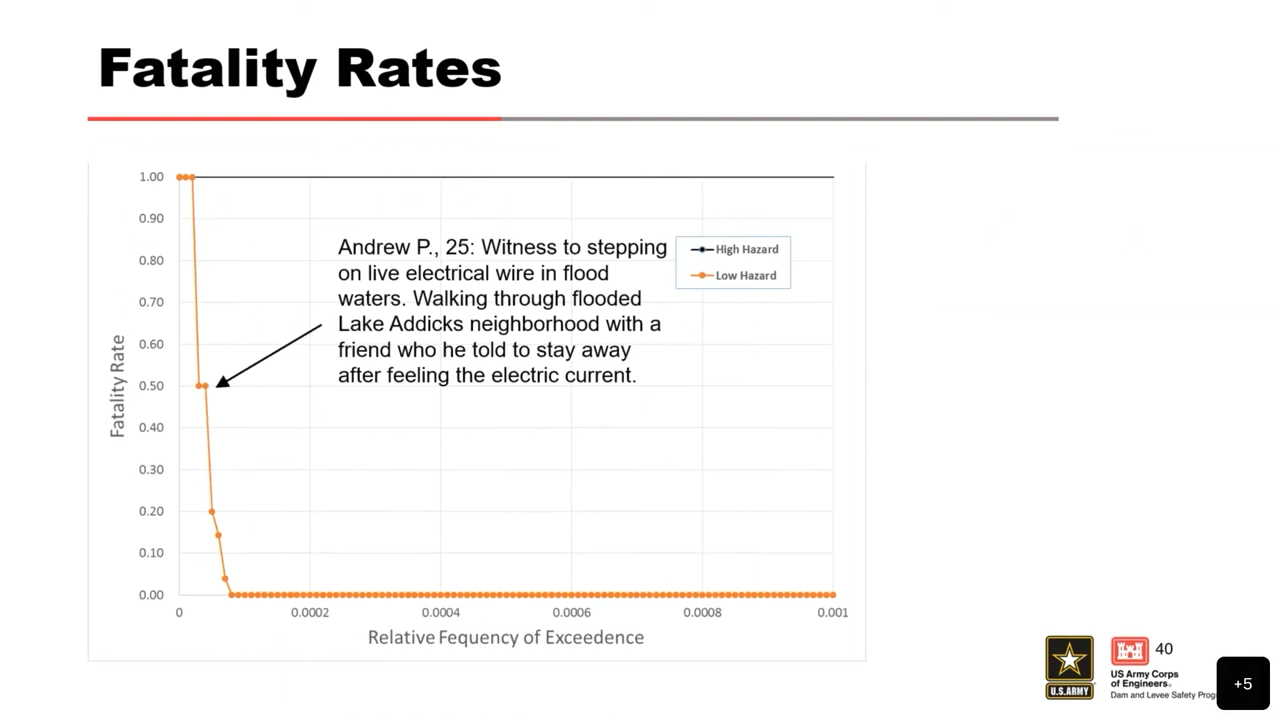 Fatality Rates
1.00
0.90
0.80
0.70
0.60
0.50
0.40
0.30
0.20
0.10
0.00
Fatality Rate
Andrew P., 25: Witness to stepping
on live electrical wire in flood
waters. Walking through flooded
Lake Addicks neighborhood with a
friend who he told to stay away
after feeling the electric current.
High Hazard
Low Hazard
0 0.0002 0.0004 0.0006 0.0008 0.001
Relative Fequency of Exceedence
U.S.ARMY
40
US Army Corps
of Engineers®
Dam and Levee Safety
+5